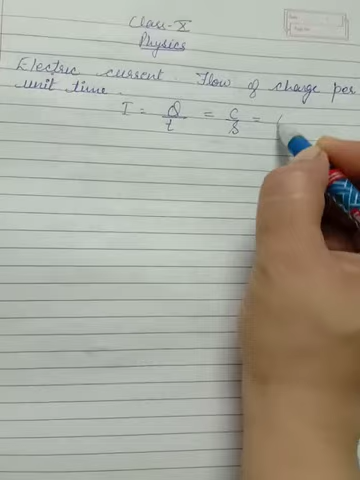 Class-X
Physics
Electric current. Flow of charge per
unit time.
I = Q/t = C/s =